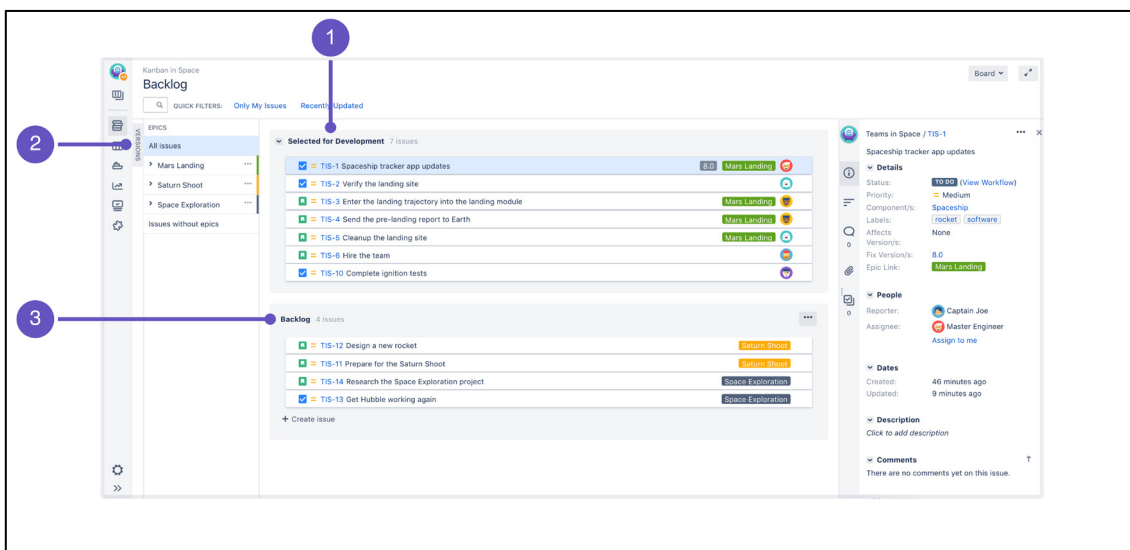 1
Kanban in Space
Backlog
Board
QUICK FILTERS: Only My Issues Recently Updated
2
VERSIONS
EPICS
All issues
Mars Landing
Saturn Shoot
Space Exploration
Issues without epics
Selected for Development 7 issues
TIS-1 Spaceship tracker app updates 8.0 Mars Landing
TIS-2 Verify the landing site
TIS-3 Enter the landing trajectory into the landing module Mars Landing
TIS-4 Send the pre-landing report to Earth Mars Landing
TIS-5 Cleanup the landing site Mars Landing
TIS-6 Hire the team
TIS-10 Complete ignition tests
3
Backlog 4 issues
TIS-12 Design a new rocket Saturn Shoot
TIS-11 Prepare for the Saturn Shoot Saturn Shoot
TIS-14 Research the Space Exploration project Space Exploration
TIS-13 Get Hubble working again Space Exploration
+ Create issue
0
0
Teams in Space / TIS-1
Spaceship tracker app updates
Details
Status: TO DO (View Workflow)
Priority: Medium
Component/s: Spaceship
Labels: rocket software
Affects None
Version/s:
Fix Version/s: 8.0
Epic Link: Mars Landing
People
Reporter: Captain Joe
Assignee: Master Engineer
Assign to me
Dates
Created: 46 minutes ago
Updated: 9 minutes ago
Description
Click to add description
Comments
There are no comments yet on this issue.